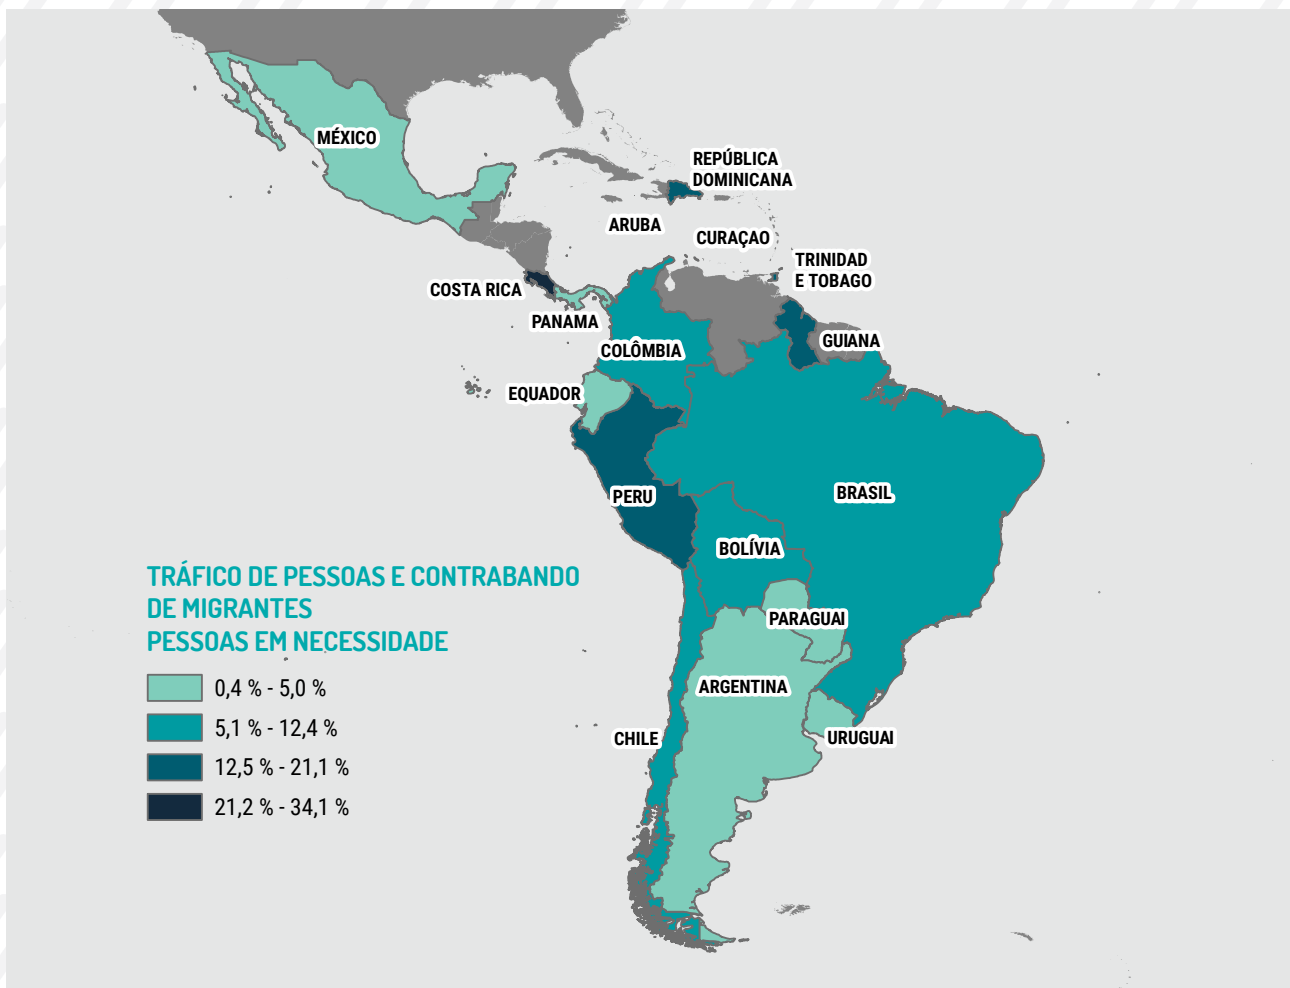 MÉXICO
REPÚBLICA
DOMINICANA
ARUBA
CURAÇAO
TRINIDAD
E TOBAGO
COSTA RICA
PANAMA
GUIANA
COLÔMBIA
EQUADOR
PERU
BRASIL
BOLÍVIA
TRÁFICO DE PESSOAS E CONTRABANDO
DE MIGRANTES
PESSOAS EM NECESSIDADE
PARAGUAI
0,4 % - 5,0 %
ARGENTINA
5,1 % - 12,4 %
CHILE
URUGUAI
12,5 % - 21,1 %
21,2 % - 34,1 %